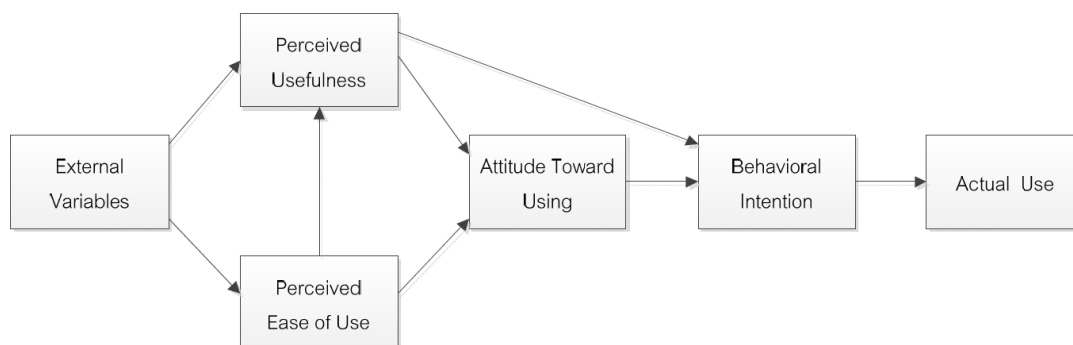 Perceived
Usefulness
External
Variables
Attitude Toward
Using
Behavioral
Intention
Actual Use
Perceived
Ease of Use